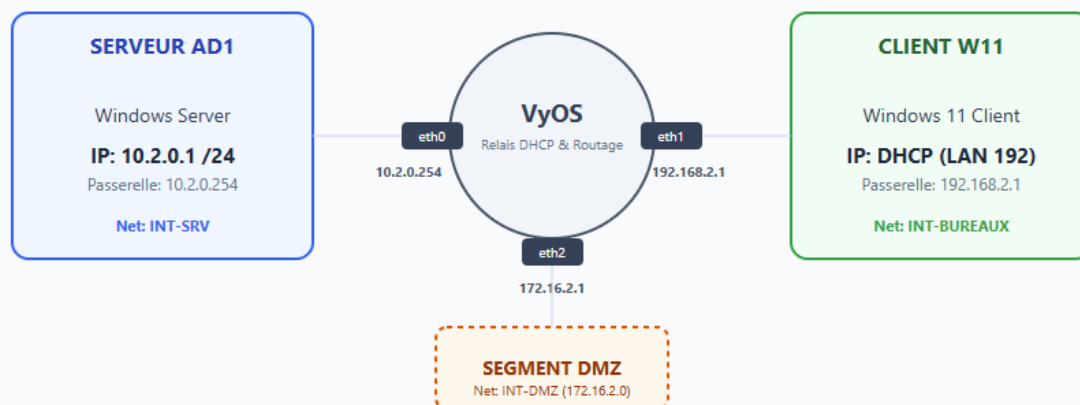 SERVEUR AD1
Windows Server
IP: 10.2.0.1 /24
Passerelle: 10.2.0.254
Net: INT-SRV
VyOS
Relais DHCP & Routage
eth0
10.2.0.254
eth1
192.168.2.1
eth2
172.16.2.1
CLIENT W11
Windows 11 Client
IP: DHCP (LAN 192)
Passerelle: 192.168.2.1
Net: INT-BUREAUX
SEGMENT DMZ
Net: INT-DMZ (172.16.2.0)